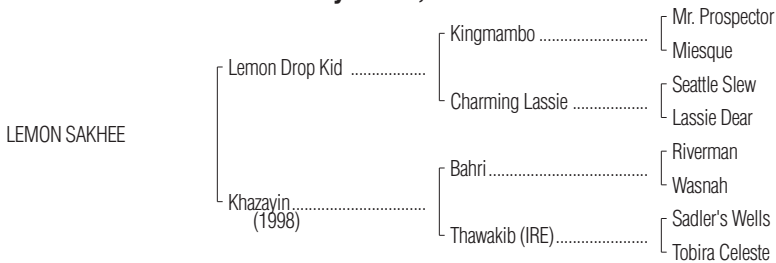 Mr. Prospector
Kingmambo ..........................
Miesque
Lemon Drop Kid ..................
Seattle Slew
Charming Lassie ..................
Lassie Dear
LEMON SAKHEE
Riverman
Bahri......................................
Wasnah
Khazayin................................
(1998)
Sadler's Wells
Thawakib (IRE)......................
Tobira Celeste